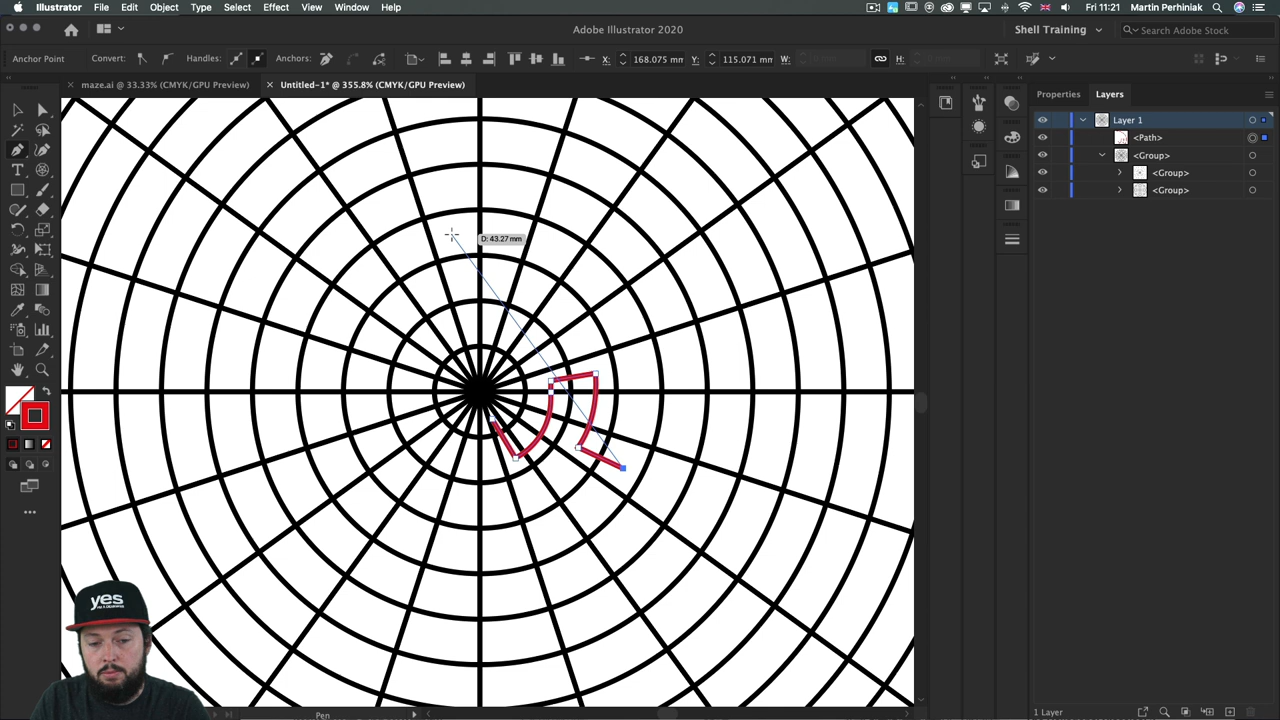 Illustrator File Edit Object Type Select Effect View Window Help Fri 11:21 Martin Perhiniak
Adobe Illustrator 2020 Shell Training Search Adobe Stock
Anchor Point Convert: Handles: Anchors: X: 168.075 mm Y: 115.071 mm W: H:
maze.ai @ 33.33% (CMYK/GPU Preview) Untitled-1* @ 355.8% (CMYK/GPU Preview) Properties Layers
Layer 1
<Path>
<Group>
<Group>
<Group>
D: 43.27 mm
yes
Pen 1 Layer